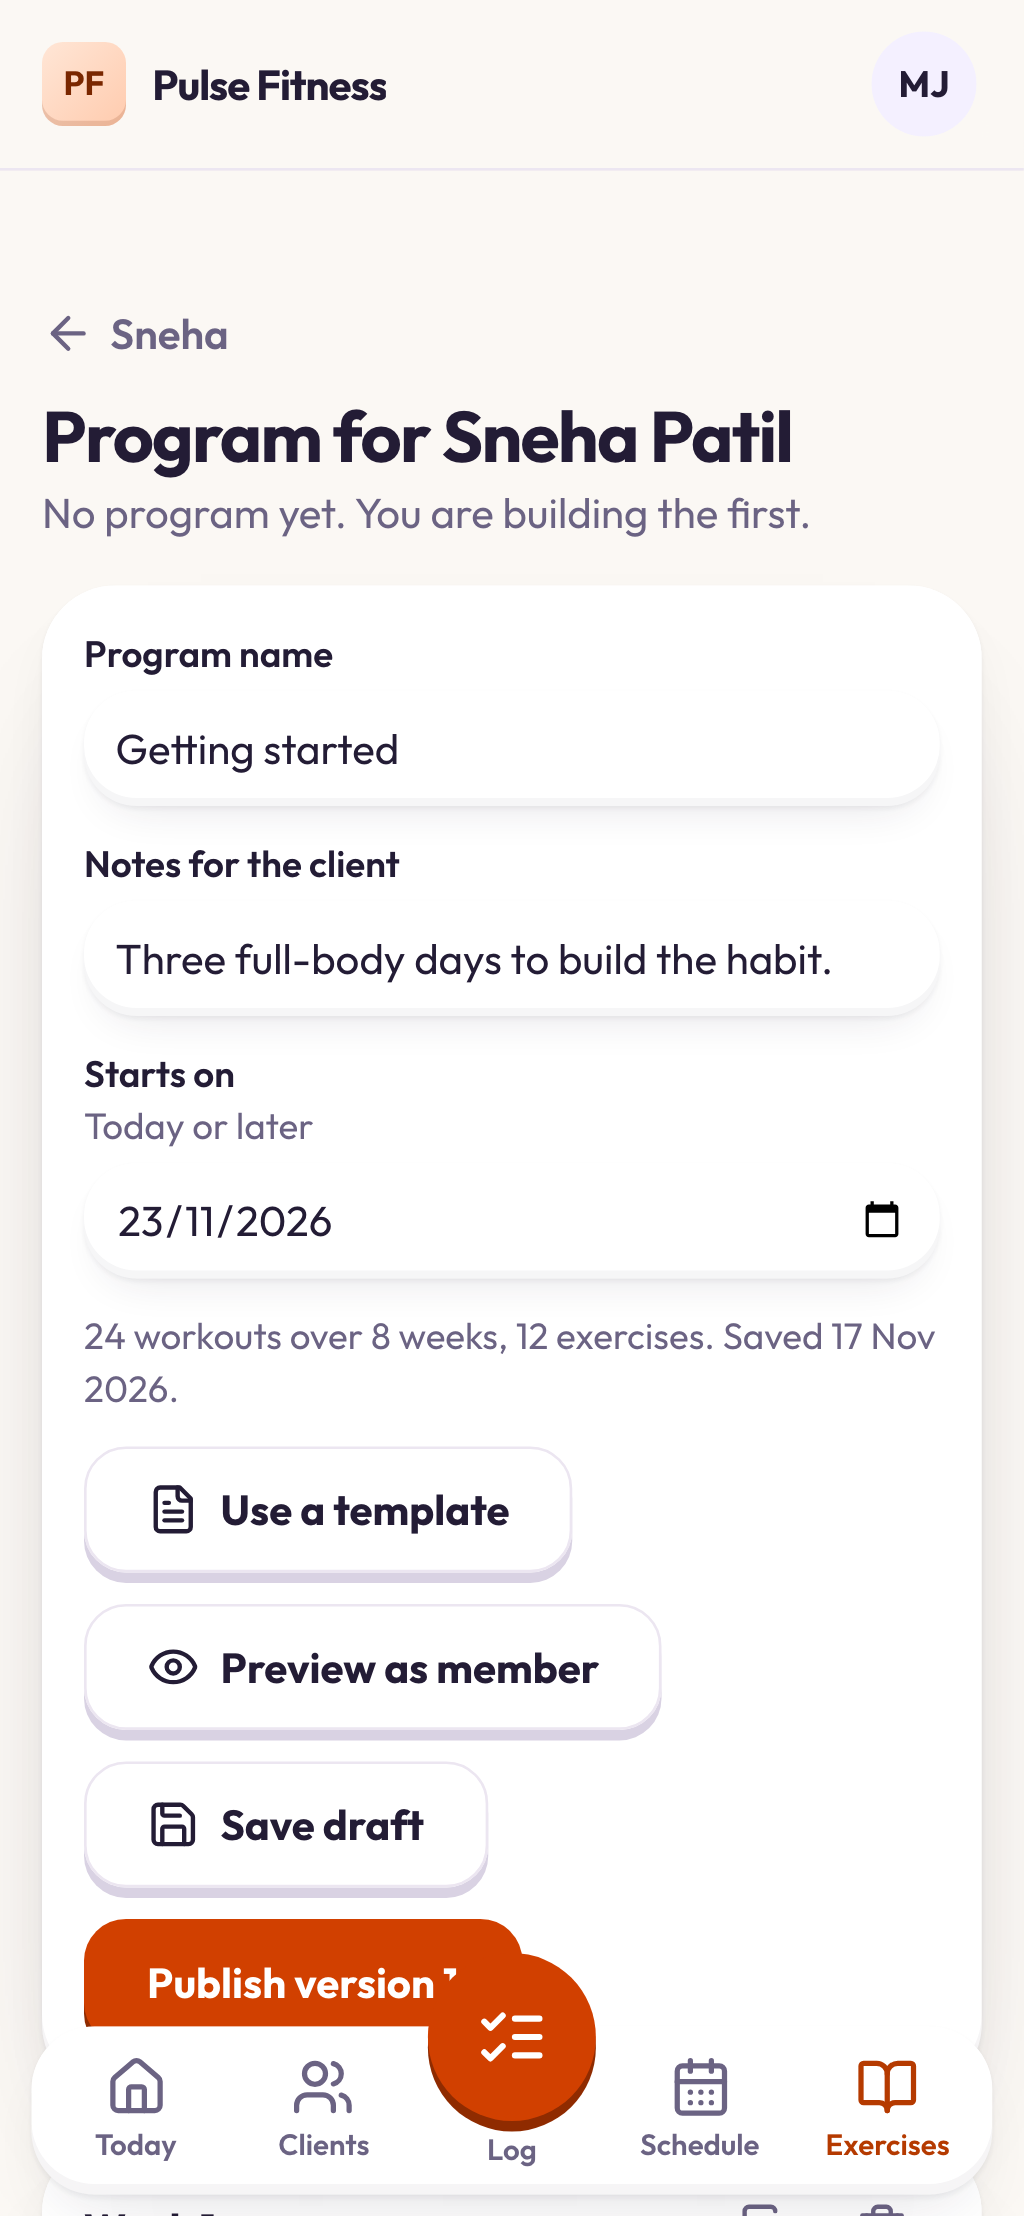 PF
Pulse Fitness
MJ
Sneha
Program for Sneha Patil
No program yet. You are building the first.
Program name
Getting started
Notes for the client
Three full-body days to build the habit.
Starts on
Today or later
23/11/2026
24 workouts over 8 weeks, 12 exercises. Saved 17 Nov
2026.
Use a template
Preview as member
Save draft
Publish version
Today
Clients
Log
Schedule
Exercises